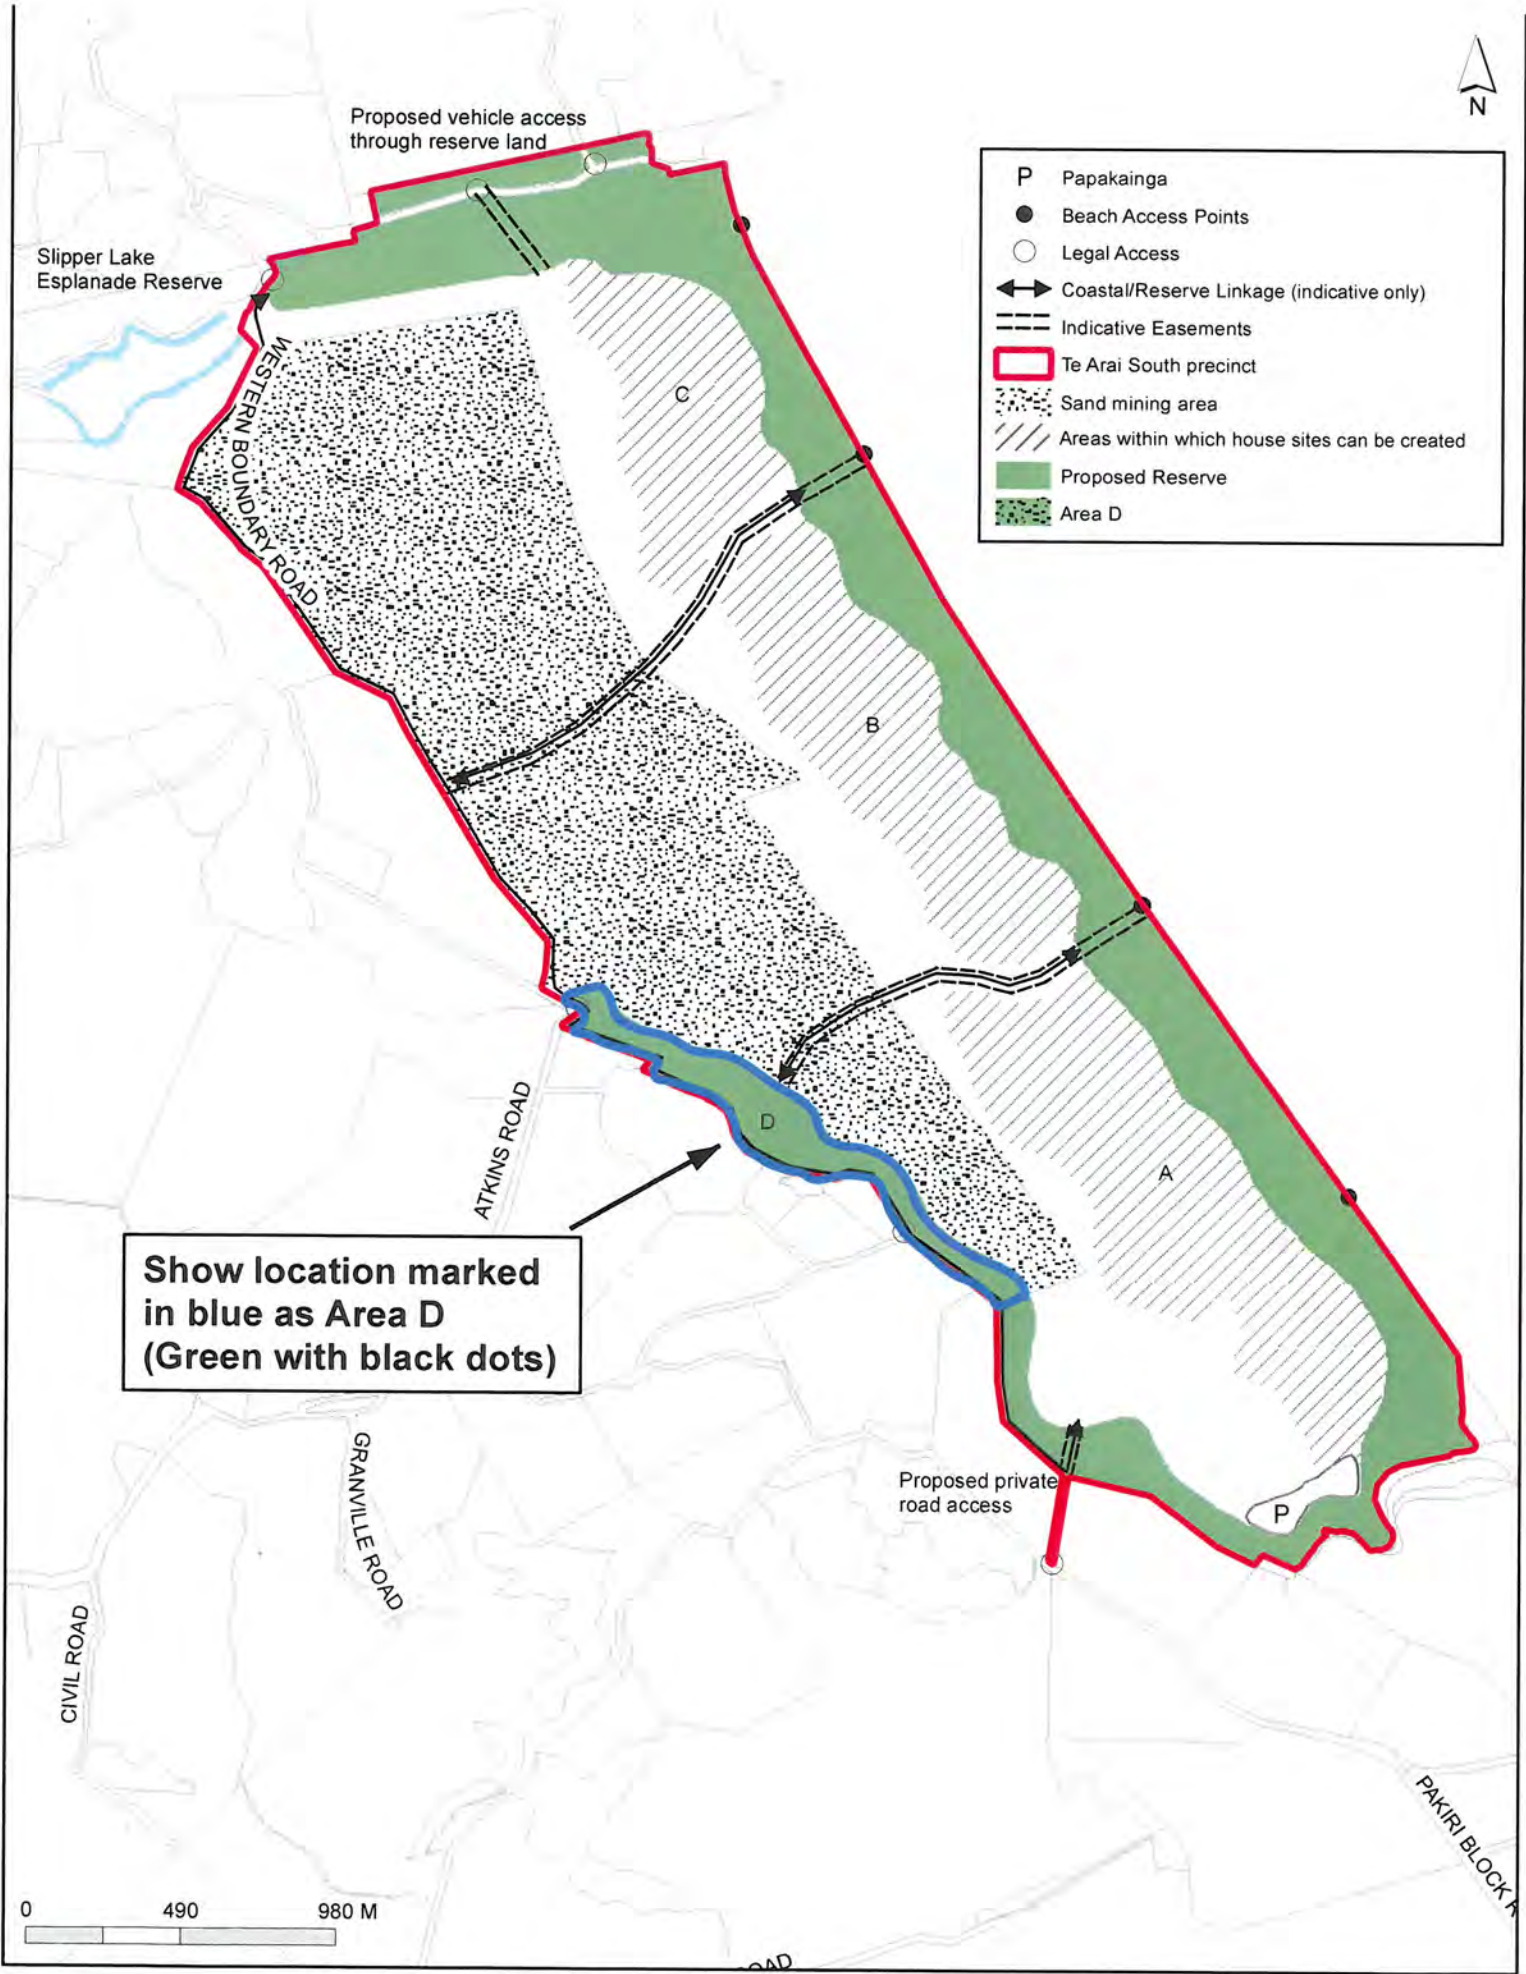 Proposed vehicle access
through reserve land
N
P Papakainga
Beach Access Points
Legal Access
Coastal/Reserve Linkage (indicative only)
Indicative Easements
Te Arai South precinct
Sand mining area
Areas within which house sites can be created
Proposed Reserve
Area D
Slipper Lake
Esplanade Reserve
WESTERN BOUNDARY ROAD
C
B
A
D
ATKINS ROAD
Show location marked
in blue as Area D
(Green with black dots)
GRANVILLE ROAD
Proposed private
road access
P
CIVIL ROAD
PAKIRI BLOCK
0 490 980 M
OAD